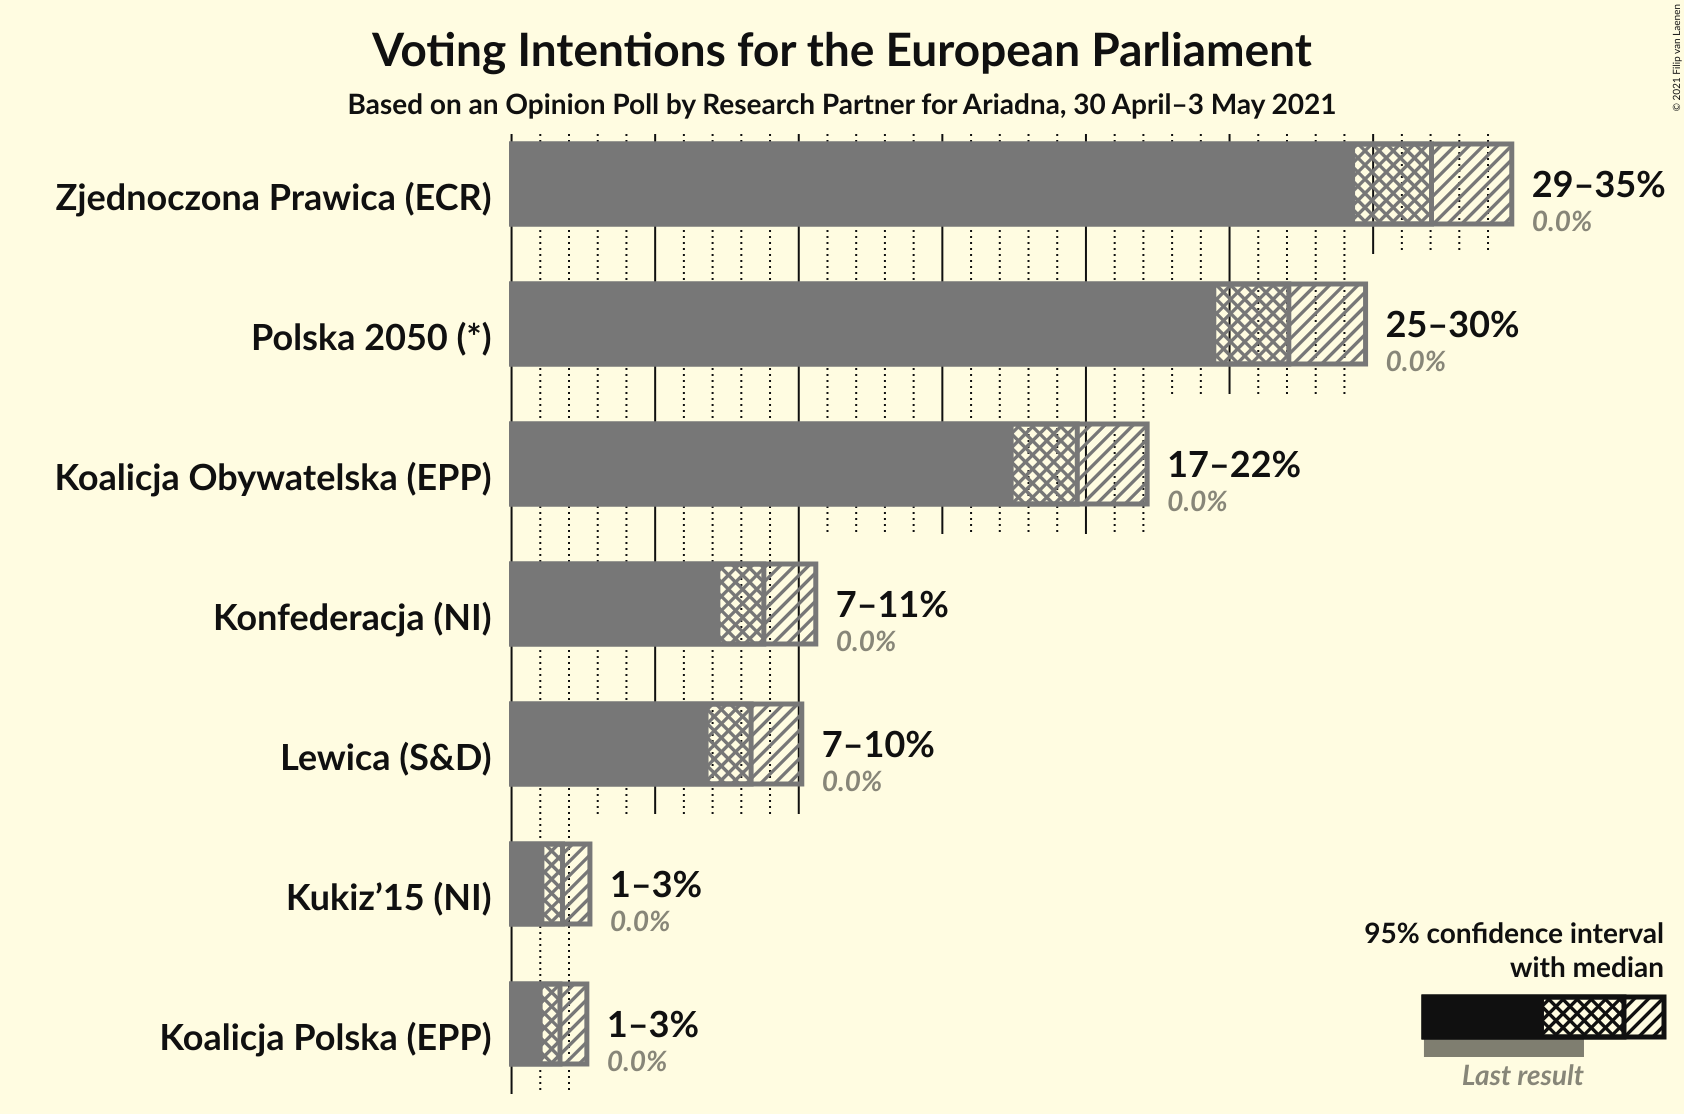 Voting Intentions for the European Parliament
Based on an Opinion Poll by Research Partner for Ariadna, 30 April–3 May 2021
© 2021 Filip van Laenen
Zjednoczona Prawica (ECR)
29–35%
0.0%
Polska 2050 (*)
25–30%
0.0%
Koalicja Obywatelska (EPP)
17–22%
0.0%
Konfederacja (NI)
7–11%
0.0%
Lewica (S&D)
7–10%
0.0%
Kukiz’15 (NI)
1–3%
0.0%
Koalicja Polska (EPP)
1–3%
0.0%
95% confidence interval
with median
Last result